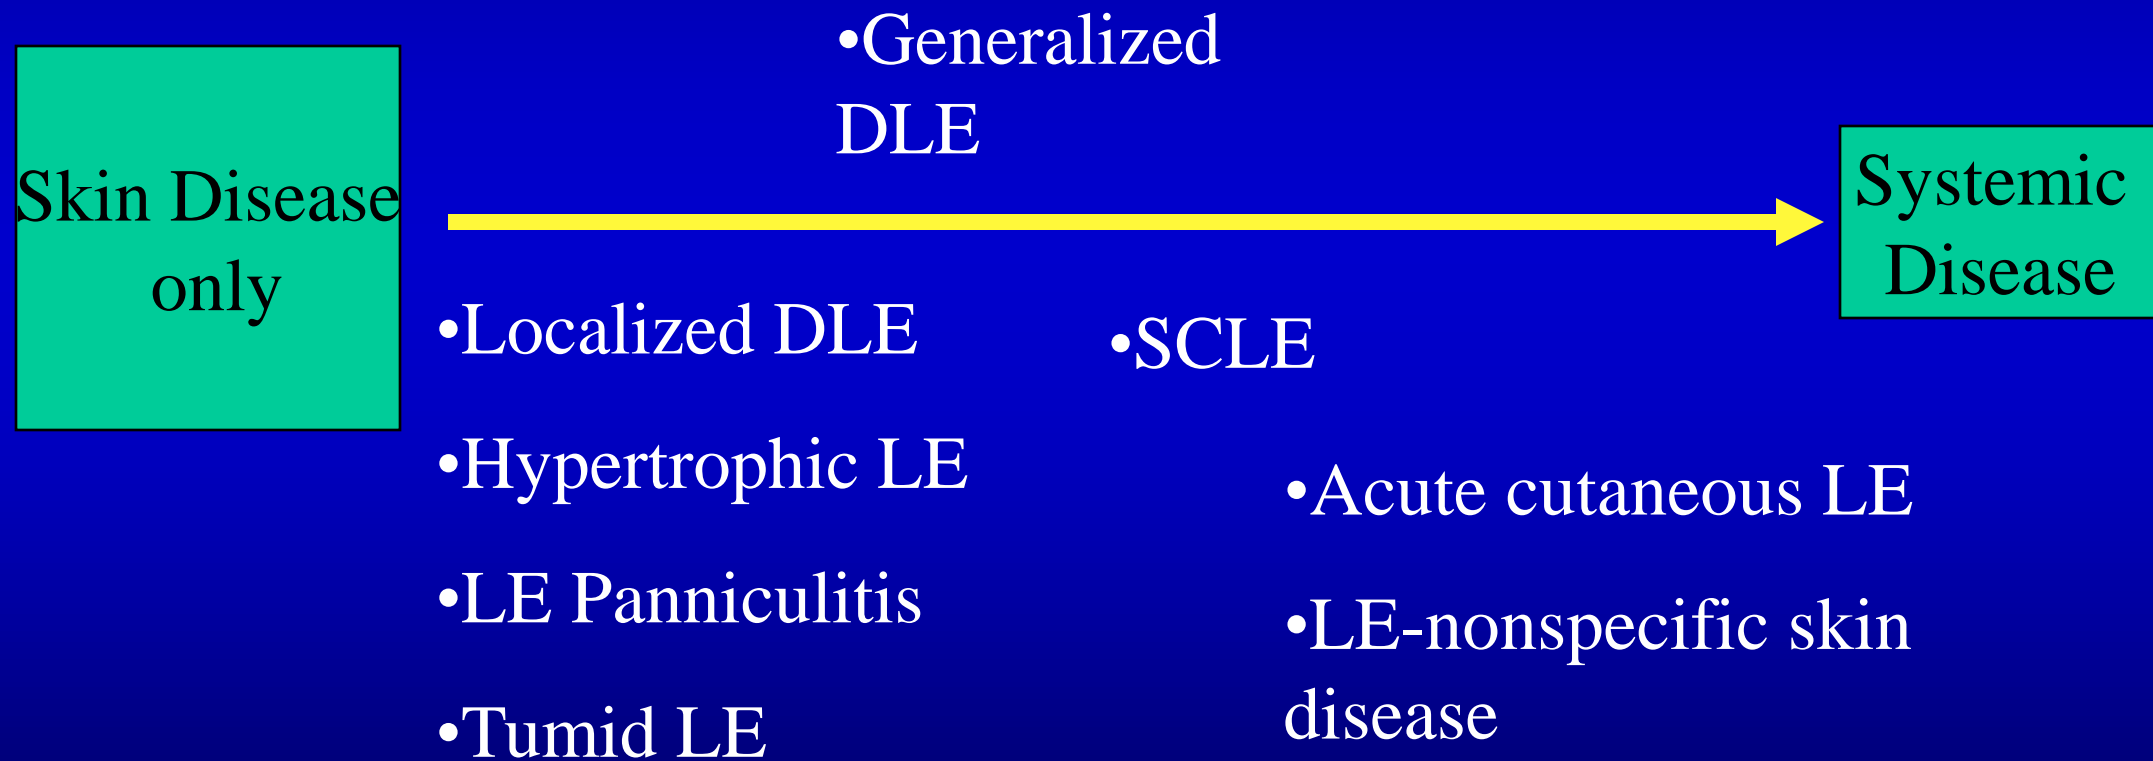 •Generalized
DLE
Skin Disease
only
Systemic
Disease
•Localized DLE
•Hypertrophic LE
•LE Panniculitis
•Tumid LE
•SCLE
•Acute cutaneous LE
•LE-nonspecific skin
disease